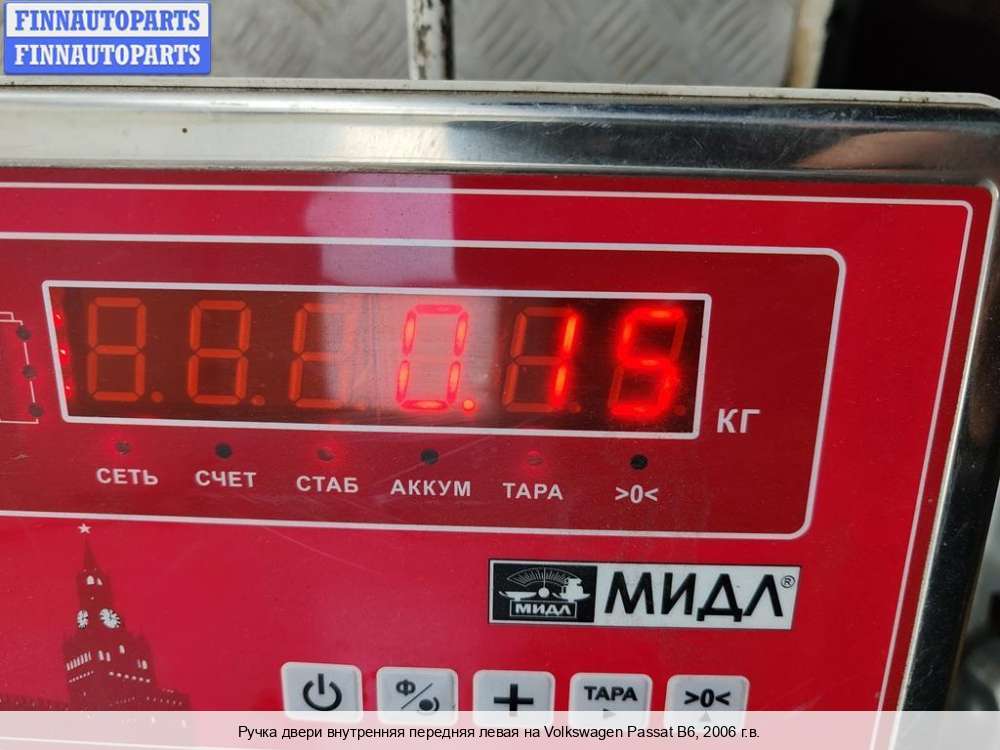 FINNAUTOPARTS
FINNAUTOPARTS
0.15
КГ
СЕТЬ СЧЕТ СТАБ АККУМ ТАРА >0<
МИДЛ МИДЛ®
Ф ТАРА >0<
Ручка двери внутренняя передняя левая на Volkswagen Passat B6, 2006 г.в.